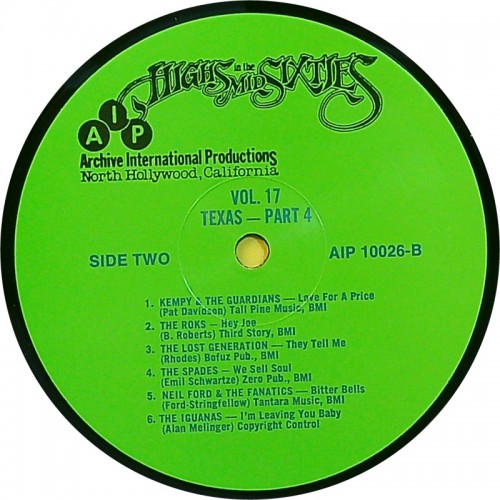 HIGHS in the MID SIXTIES
AIP
Archive International Productions
North Hollywood, California
VOL. 17
TEXAS — PART 4
SIDE TWO
AIP 10026-B
1. KEMPY & THE GUARDIANS — Love For A Price
(Pat Davidson) Tall Pine Music, BMI
2. THE ROKS — Hey Joe
(B. Roberts) Third Story, BMI
3. THE LOST GENERATION — They Tell Me
(Rhodes) Bofuz Pub., BMI
4. THE SPADES — We Sell Soul
(Emil Schwartze) Zero Pub., BMI
5. NEIL FORD & THE FANATICS — Bitter Bells
(Ford-Stringfellow) Tantara Music, BMI
6. THE IGUANAS — I'm Leaving You Baby
(Alan Melinger) Copyright Control